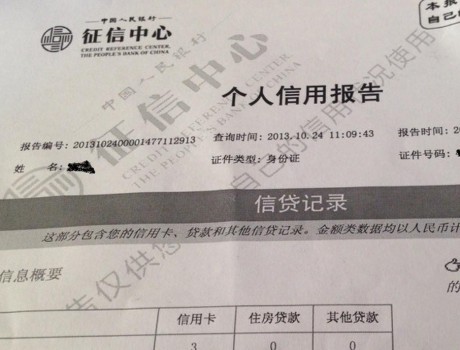 本报
自己的
中国人民银行
征信中心
CREDIT REFERENCE CENTER,
THE PEOPLE'S BANK OF CHINA
中国人民银行
征信中心
CREDIT REFERENCE CENTER,
THE PEOPLE'S BANK OF CHINA
个人信用报告
报告编号: 2013102400001477112913 查询时间: 2013.10.24 11:09:43 报告时间: 20
姓 名: 证件类型: 身份证 证件号码:
信贷记录
这部分包含您的信用卡、贷款和其他信贷记录。金额类数据均以人民币计
告仅供您 自己的信用状况使用
信息概要
的
信用卡 住房贷款 其他贷款
3 0 0